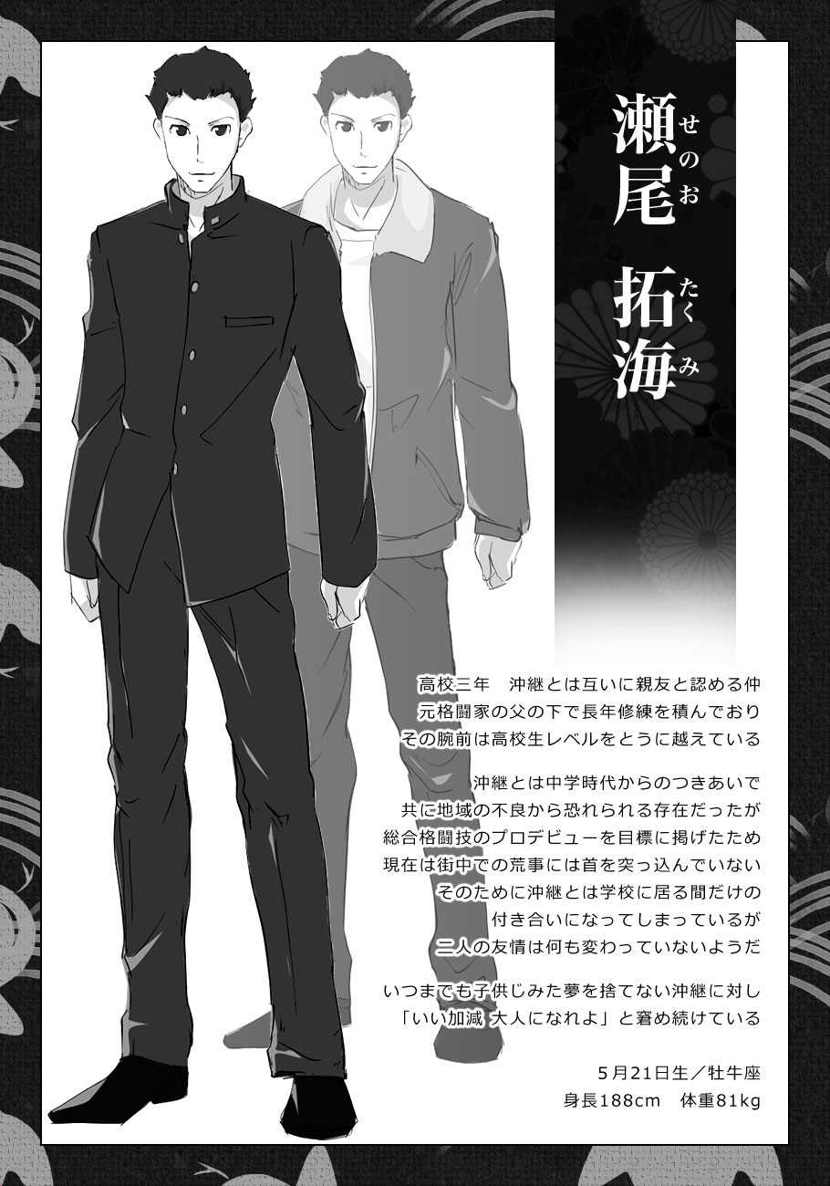 瀬尾 拓海
せのお たくみ
高校三年　沖継とは互いに親友と認める仲
元格闘家の父の下で長年修練を積んでおり
その腕前は高校生レベルをとうに越えている
沖継とは中学時代からのつきあいで
共に地域の不良から恐れられる存在だったが
総合格闘技のプロデビューを目標に掲げたため
現在は街中での荒事には首を突っ込んでいない
そのために沖継とは学校に居る間だけの
付き合いになってしまっているが
二人の友情は何も変わっていないようだ
いつまでも子供じみた夢を捨てない沖継に対し
「いい加減 大人になれよ」と窘め続けている
５月21日生／牡牛座
身長188cm　体重81kg